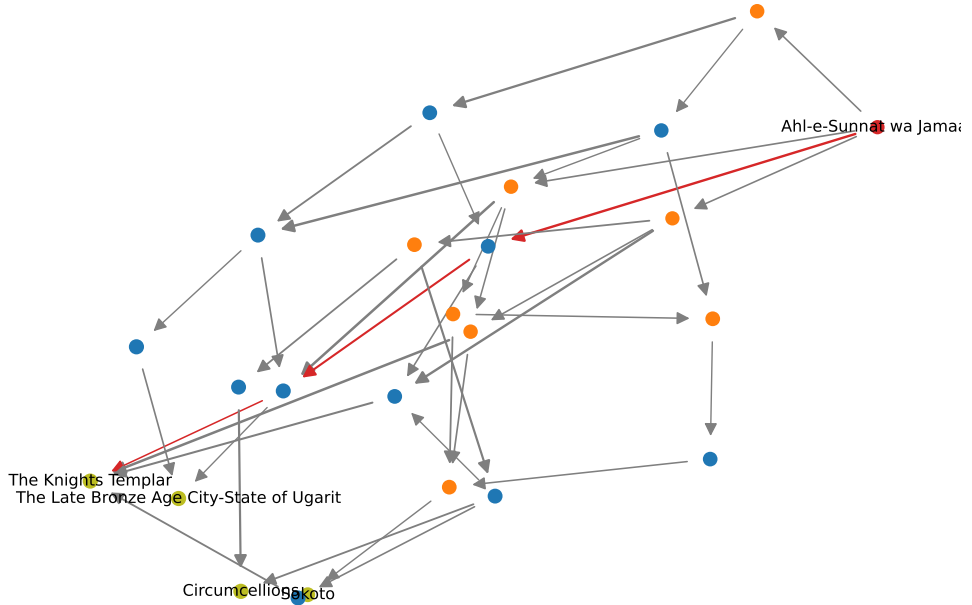 Ahl-e-Sunnat wa Jamaa
The Knights Templar
The Late Bronze Age City-State of Ugarit
Circumcellions
Sokoto